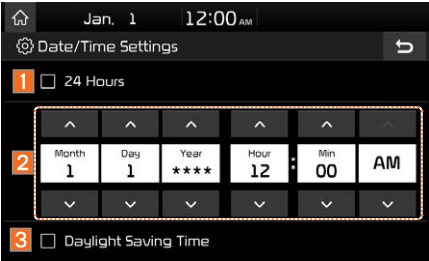 Jan. 1 12:00 AM
Date/Time Settings
1 24 Hours
Month Day Year Hour Min
2 1 1 **** 12 : 00 AM
3 Daylight Saving Time